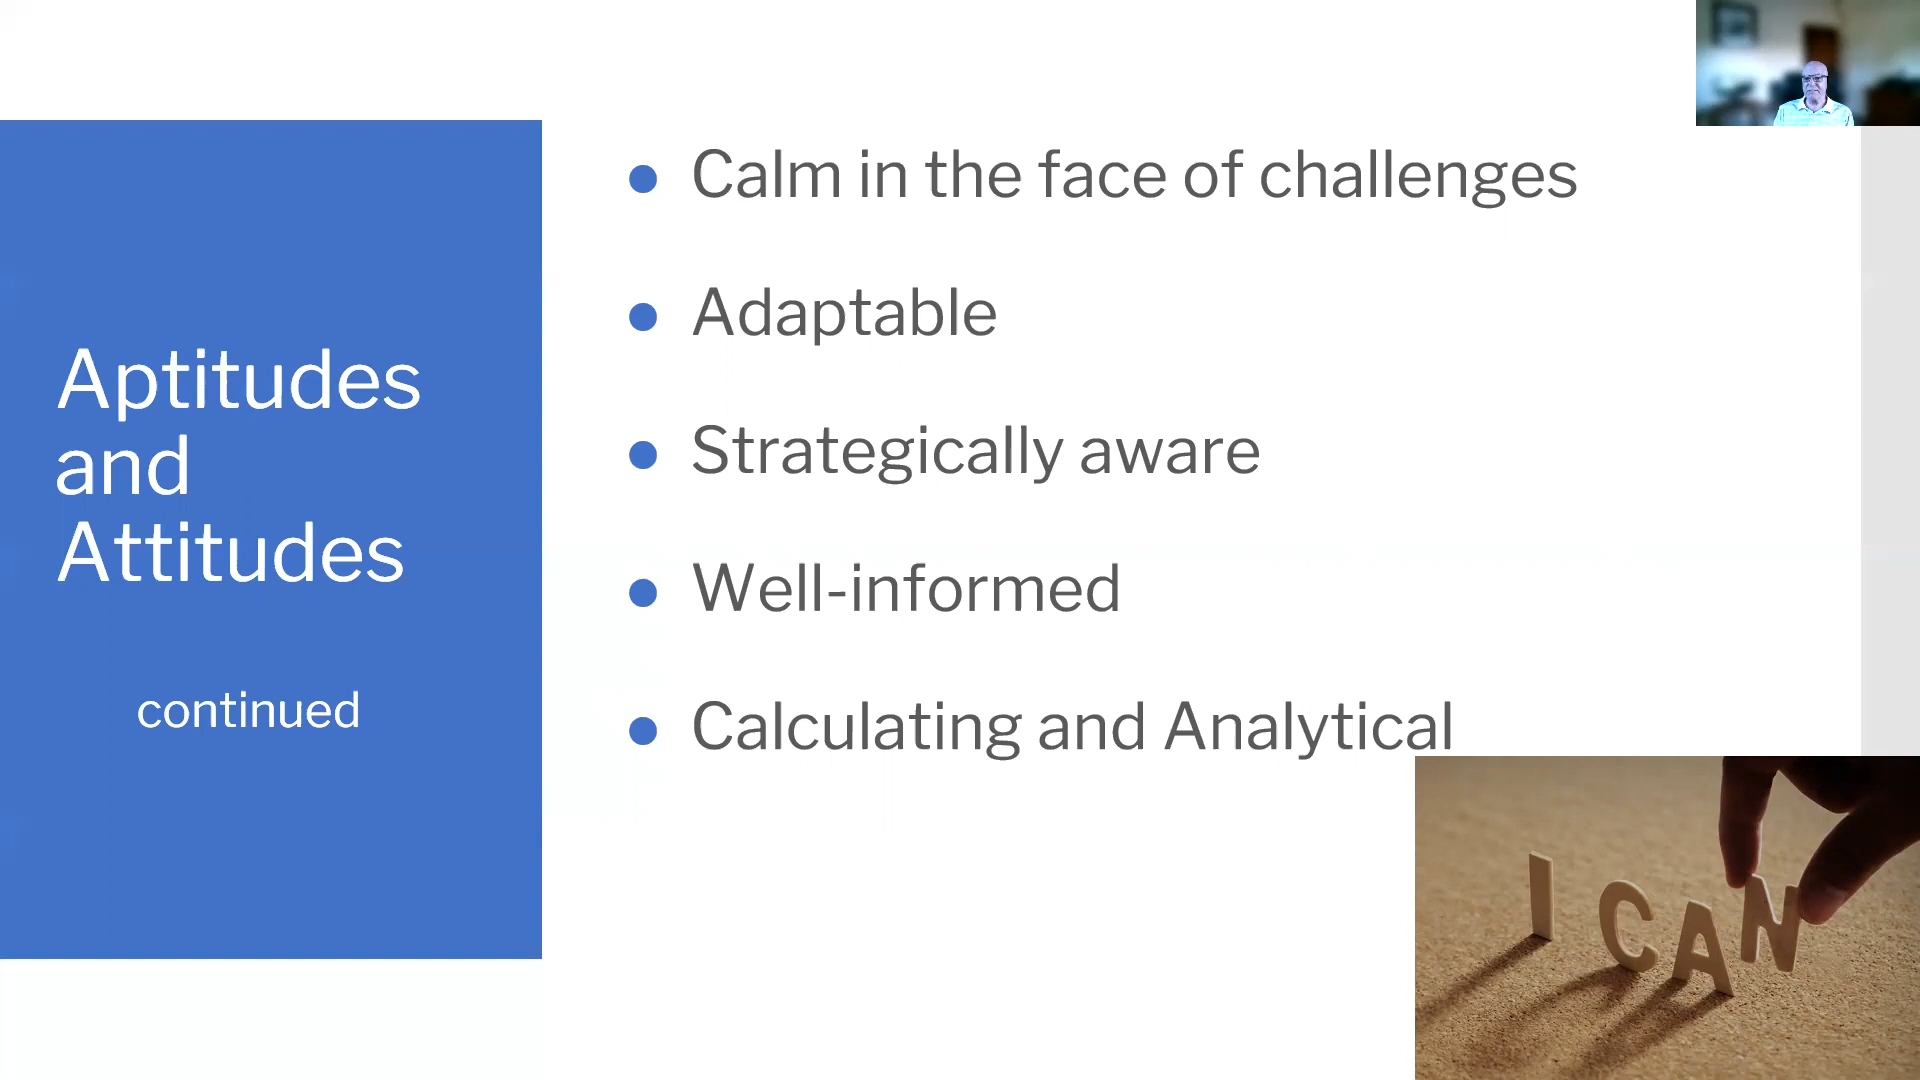 Aptitudes
and
Attitudes
continued
● Calm in the face of challenges
● Adaptable
● Strategically aware
● Well-informed
● Calculating and Analytical
I CAN